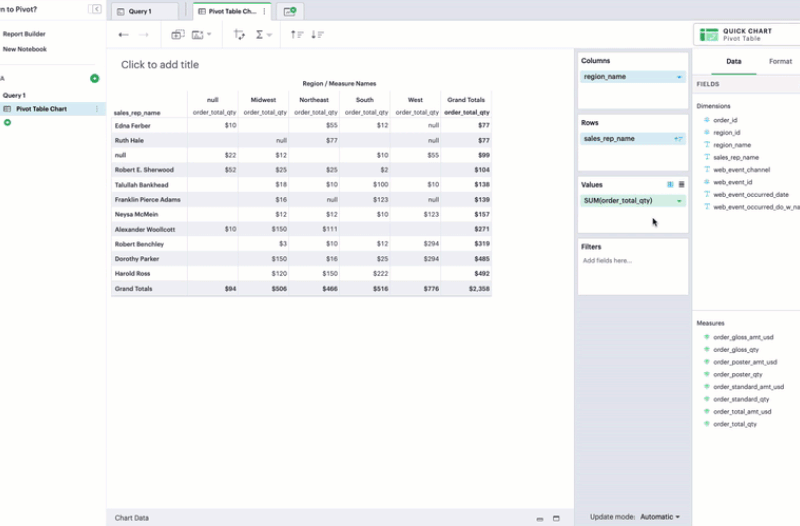 n to Pivot?
Report Builder
New Notebook
A
Query 1
Pivot Table Chart
Query 1
Pivot Table Ch...
Click to add title
Region / Measure Names
null Midwest Northeast South West Grand Totals
sales_rep_name order_total_qty order_total_qty order_total_qty order_total_qty order_total_qty order_total_qty
Edna Ferber $10 $55 $12 null $77
Ruth Hale null $77 null $77
null $22 $12 $10 $55 $99
Robert E. Sherwood $52 $25 $25 $2 $104
Talullah Bankhead $18 $10 $100 $10 $138
Franklin Pierce Adams $16 null $123 null $139
Neysa McMein $12 $12 $10 $123 $157
Alexander Woollcott $10 $150 $111 $271
Robert Benchley $3 $10 $12 $294 $319
Dorothy Parker $150 $16 $25 $294 $485
Harold Ross $120 $150 $222 $492
Grand Totals $94 $506 $466 $516 $776 $2,358
Chart Data
Columns
region_name
Rows
sales_rep_name
Values
SUM(order_total_qty)
Filters
Add fields here...
Update mode: Automatic
QUICK CHART
Pivot Table
Data Format
FIELDS
Dimensions
order_id
region_id
region_name
sales_rep_name
web_event_channel
web_event_id
web_event_occurred_date
web_event_occurred_do_w_na
Measures
order_gloss_amt_usd
order_gloss_qty
order_poster_amt_usd
order_poster_qty
order_standard_amt_usd
order_standard_qty
order_total_amt_usd
order_total_qty